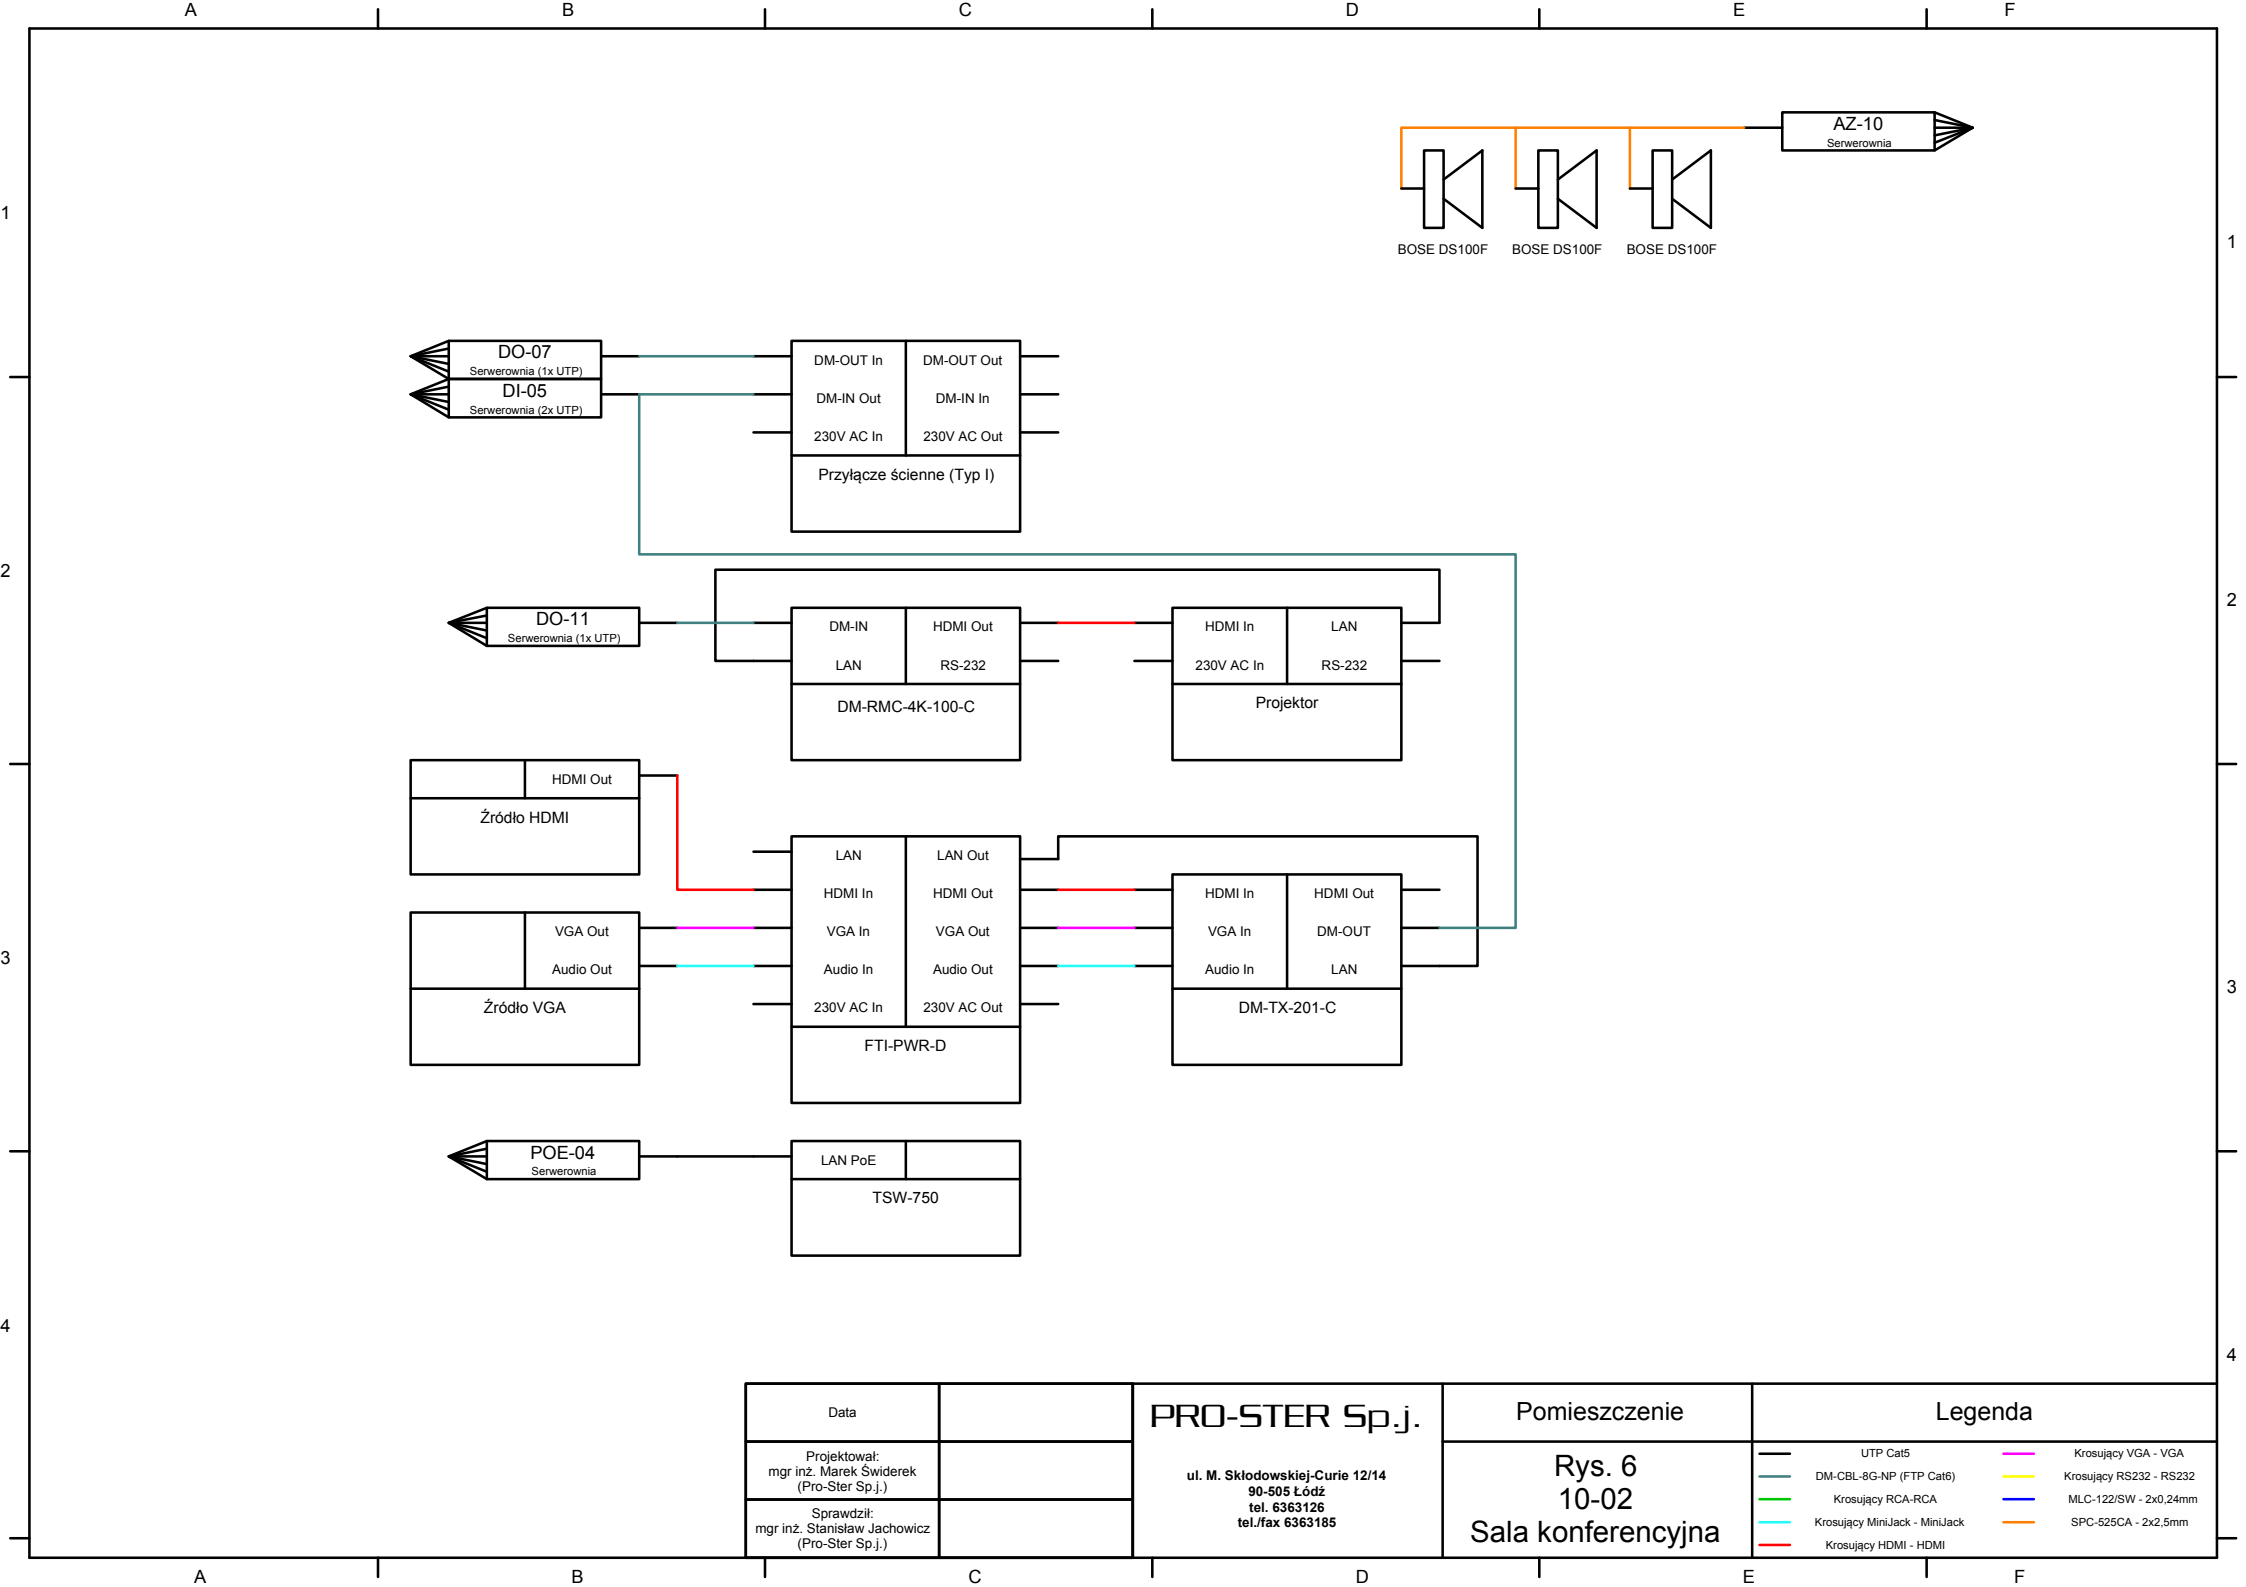 A B C D E F
AZ-10
Serwerownia
1
BOSE DS100F BOSE DS100F BOSE DS100F
1
DO-07
Serwerownia (1x UTP)
DI-05
Serwerownia (2x UTP)
DM-OUT In DM-OUT Out
DM-IN Out DM-IN In
230V AC In 230V AC Out
Przyłącze ścienne (Typ I)
2
2
DO-11
Serwerownia (1x UTP)
DM-IN HDMI Out
LAN RS-232
DM-RMC-4K-100-C
HDMI In LAN
230V AC In RS-232
Projektor
HDMI Out
Źródło HDMI
VGA Out
Audio Out
Źródło VGA
LAN LAN Out
HDMI In HDMI Out
VGA In VGA Out
Audio In Audio Out
230V AC In 230V AC Out
FTI-PWR-D
HDMI In HDMI Out
VGA In DM-OUT
Audio In LAN
DM-TX-201-C
3
3
POE-04
Serwerownia
LAN PoE
TSW-750
4
4
Data
Projektował:
mgr inż. Marek Świderek
(Pro-Ster Sp.j.)
Sprawdził:
mgr inż. Stanisław Jachowicz
(Pro-Ster Sp.j.)
PRO-STER Sp.j.
ul. M. Skłodowskiej-Curie 12/14
90-505 Łódź
tel. 6363126
tel./fax 6363185
Pomieszczenie
Rys. 6
10-02
Sala konferencyjna
Legenda
UTP Cat5
DM-CBL-8G-NP (FTP Cat6)
Krosujący RCA-RCA
Krosujący MiniJack - MiniJack
Krosujący HDMI - HDMI
Krosujący VGA - VGA
Krosujący RS232 - RS232
MLC-122/SW - 2x0,24mm
SPC-525CA - 2x2,5mm
A B C D E F